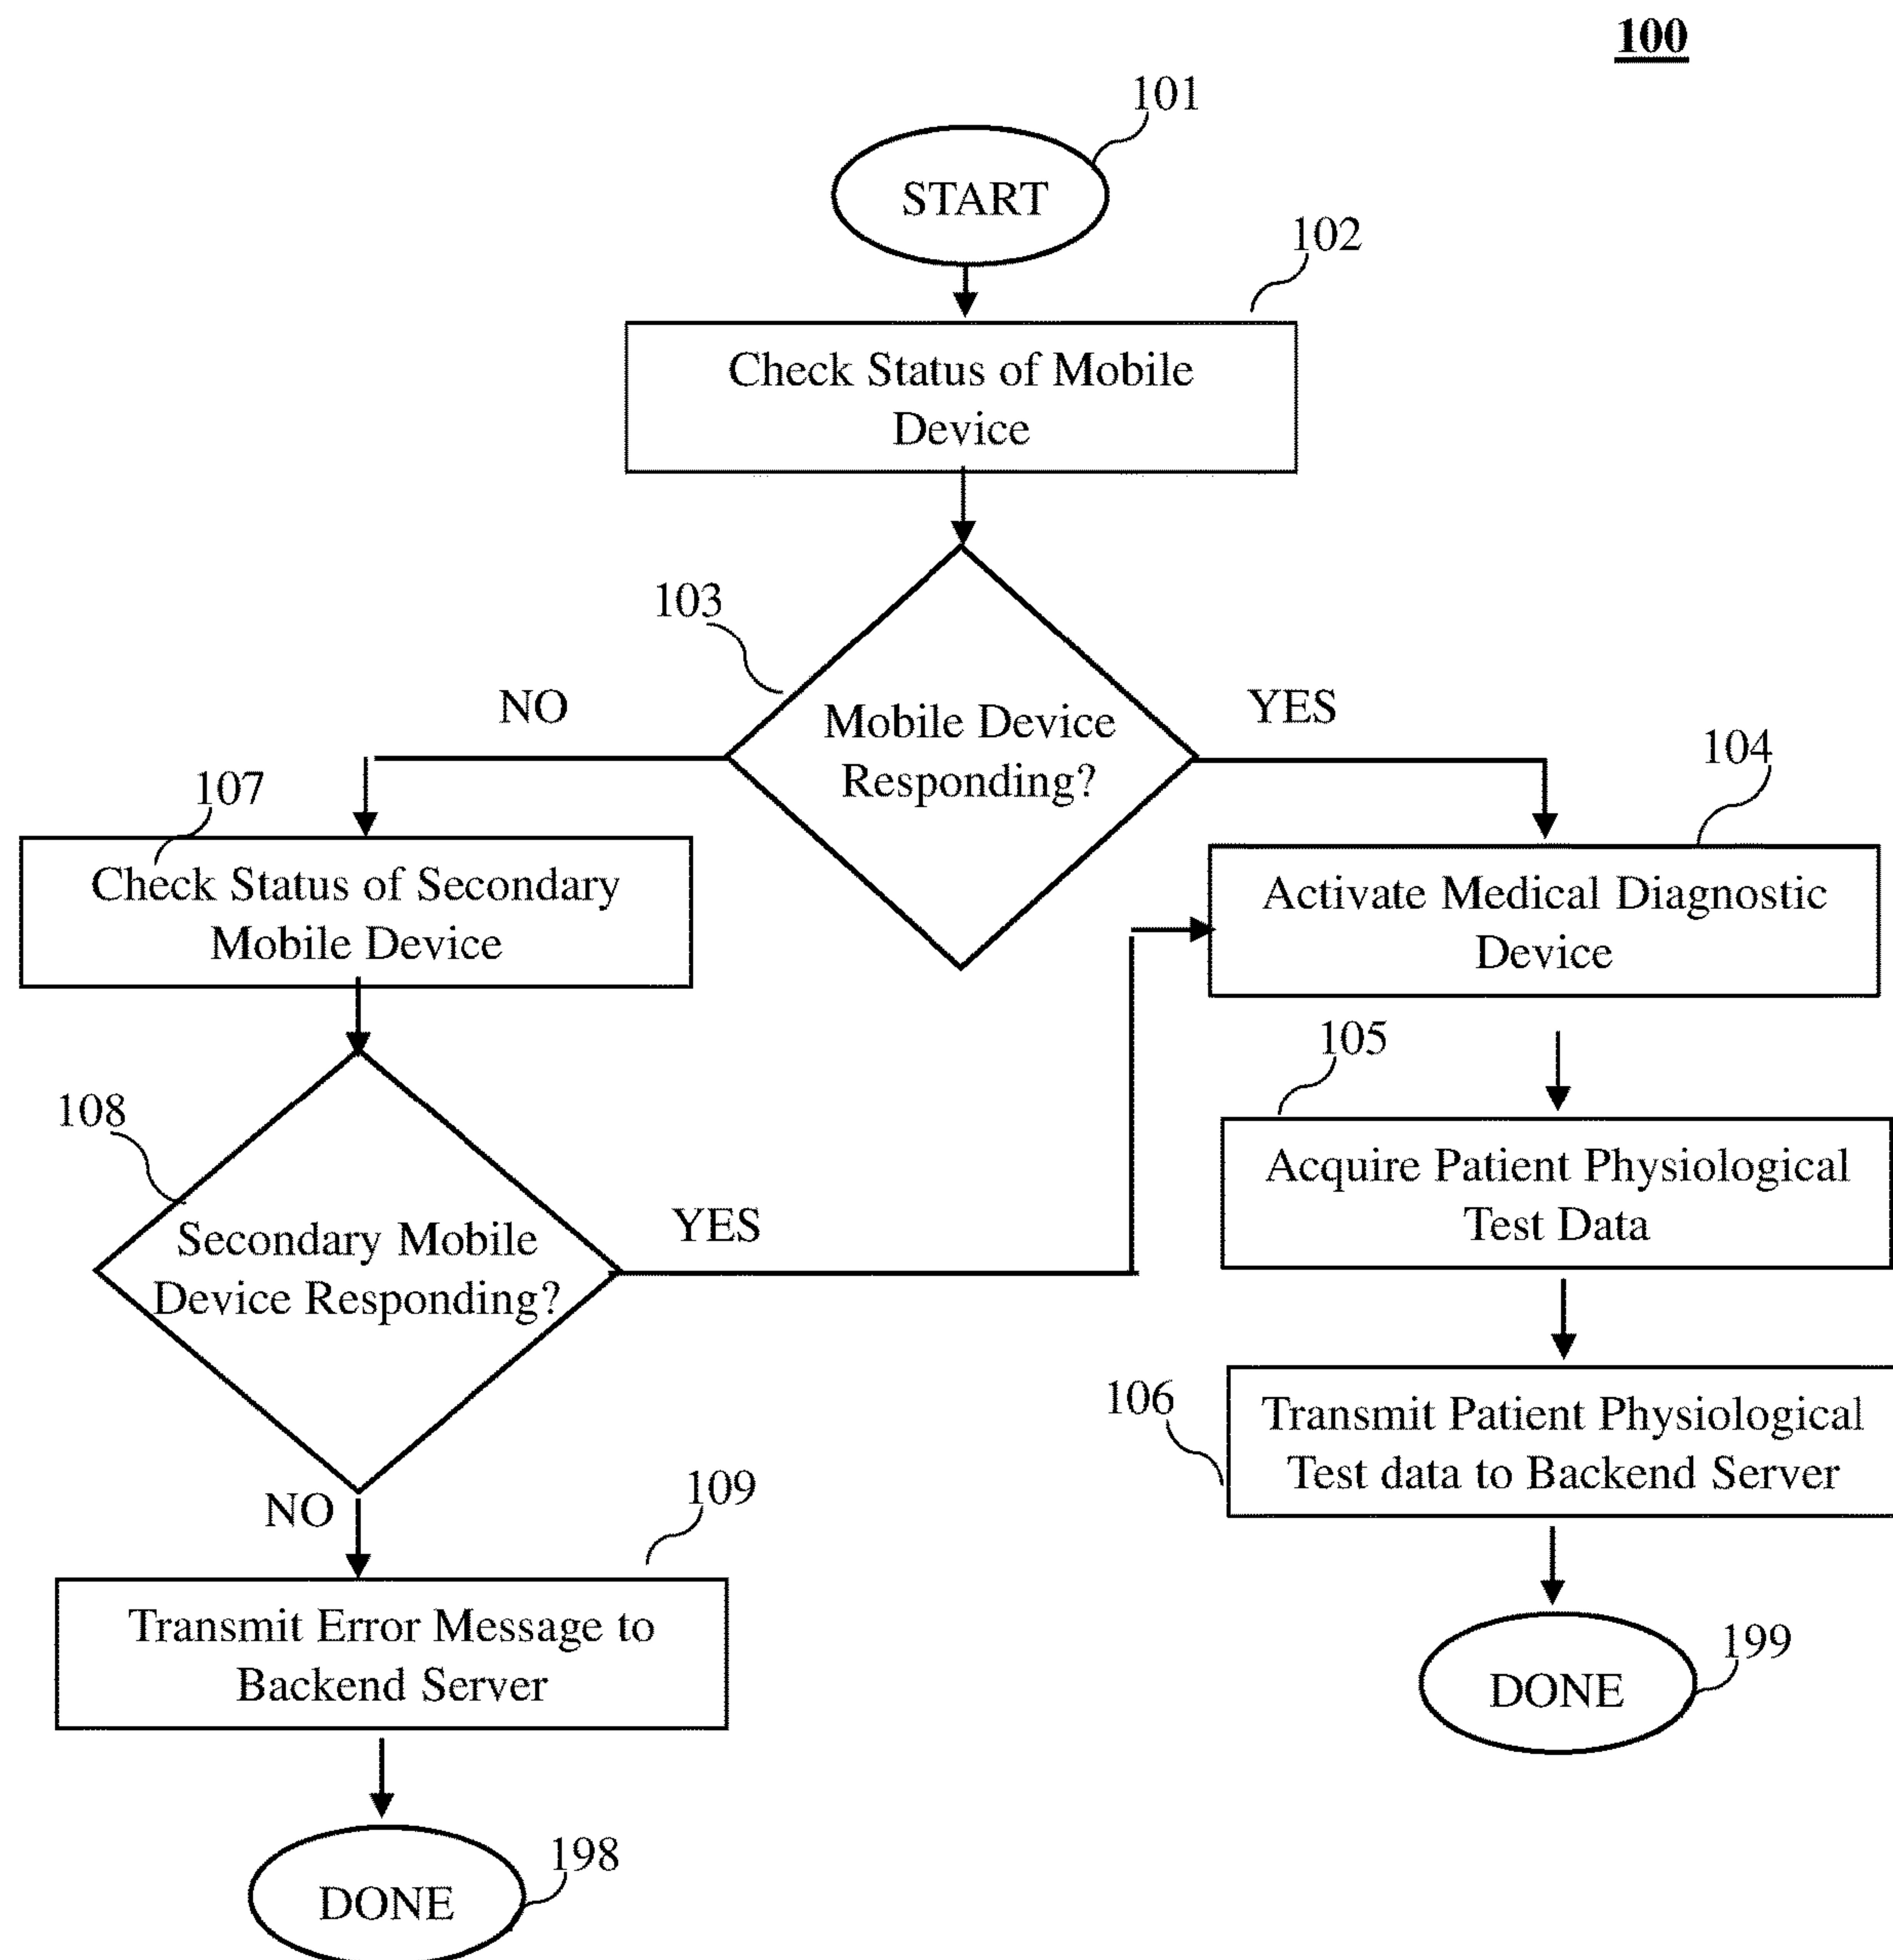 100
101
START
102
Check Status of Mobile
Device
103
NO
Mobile Device
Responding?
YES
104
107
Check Status of Secondary
Mobile Device
Activate Medical Diagnostic
Device
105
108
Acquire Patient Physiological
Test Data
Secondary Mobile
Device Responding?
YES
106
Transmit Patient Physiological
Test data to Backend Server
NO
109
Transmit Error Message to
Backend Server
199
DONE
198
DONE